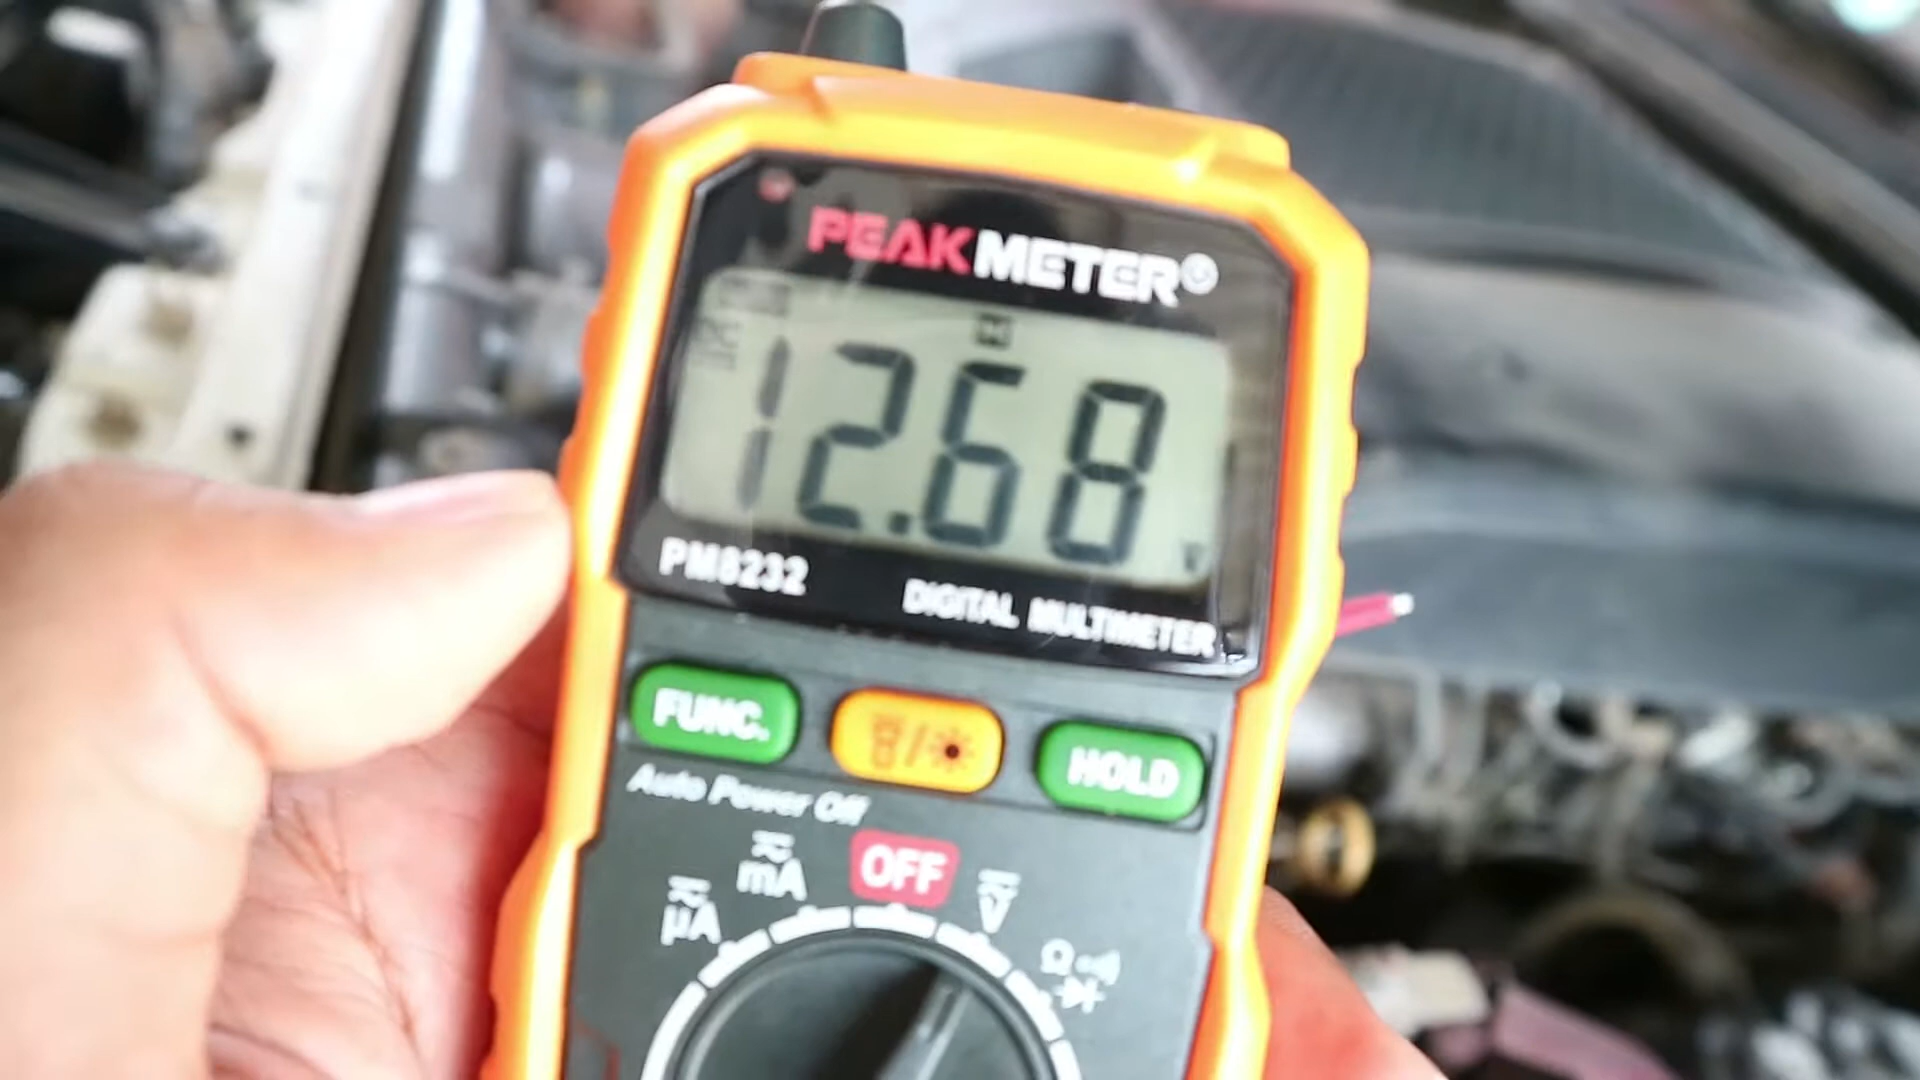 PEAKMETER®
H
12.68
V
PM8232
DIGITAL MULTIMETER
FUNC.
HOLD
Auto Power Off
mA
OFF
V
µA
Ω